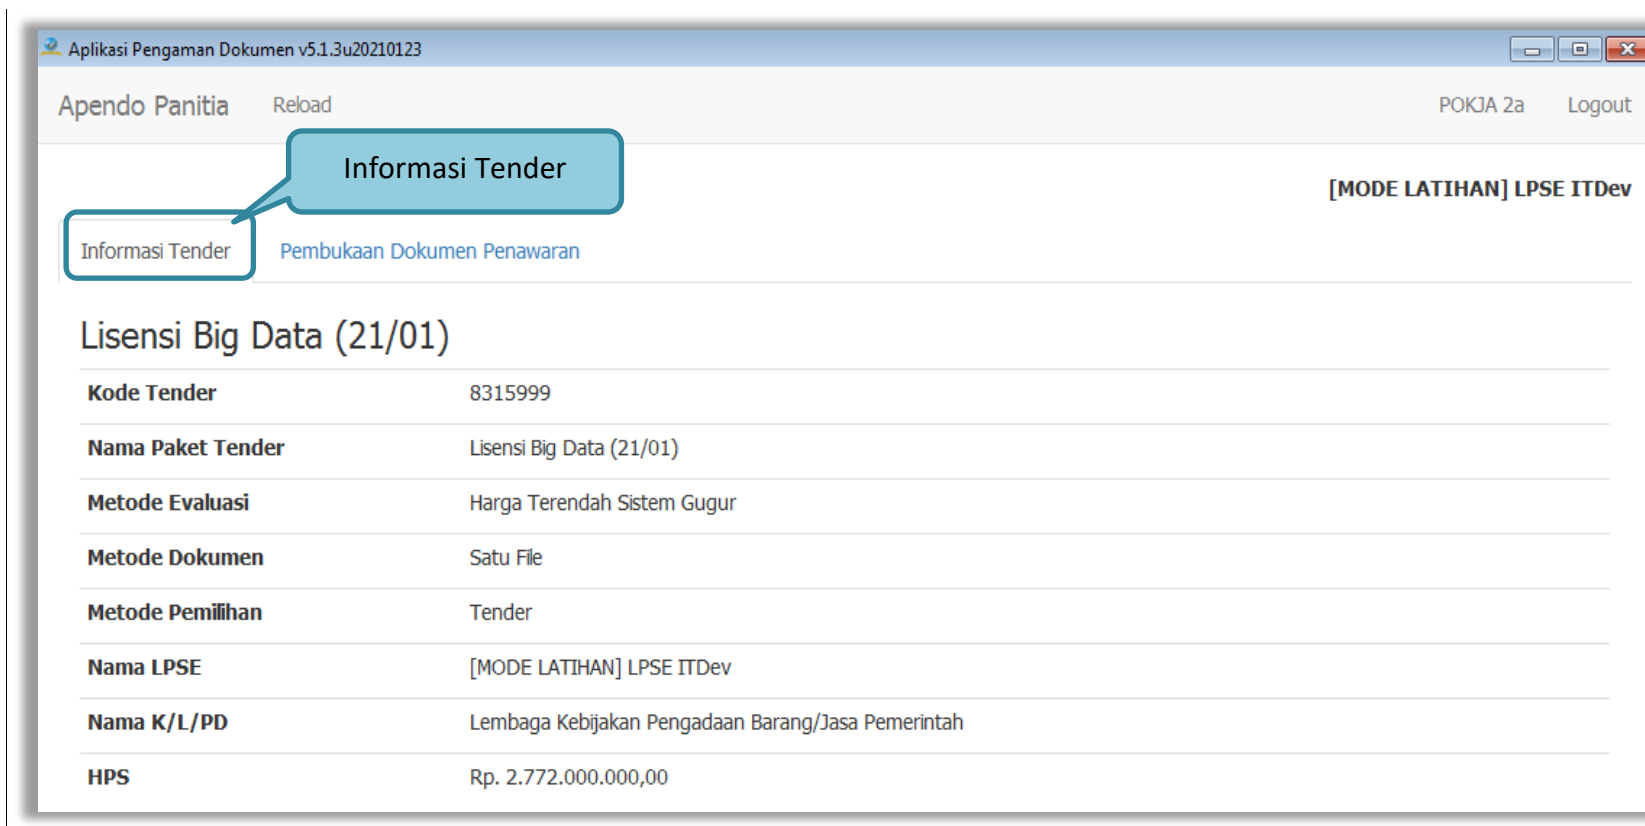 Aplikasi Pengaman Dokumen v5.1.3u20210123
Apendo Panitia Reload POKJA 2a Logout
Informasi Tender
[MODE LATIHAN] LPSE ITDev
Informasi Tender Pembukaan Dokumen Penawaran
Lisensi Big Data (21/01)
Kode Tender 8315999
Nama Paket Tender Lisensi Big Data (21/01)
Metode Evaluasi Harga Terendah Sistem Gugur
Metode Dokumen Satu File
Metode Pemilihan Tender
Nama LPSE [MODE LATIHAN] LPSE ITDev
Nama K/L/PD Lembaga Kebijakan Pengadaan Barang/Jasa Pemerintah
HPS Rp. 2.772.000.000,00